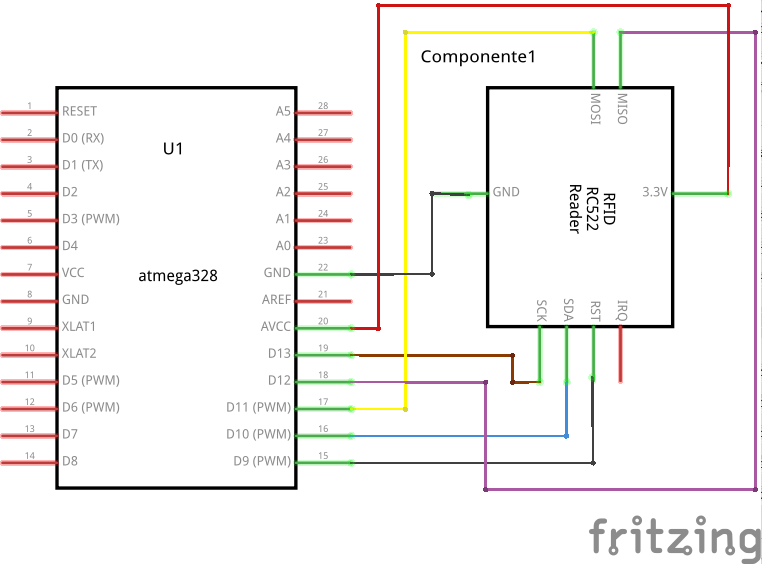 Componente1
U1
atmega328
1 RESET
2 D0 (RX)
3 D1 (TX)
4 D2
5 D3 (PWM)
6 D4
7 VCC
8 GND
9 XLAT1
10 XLAT2
11 D5 (PWM)
12 D6 (PWM)
13 D7
14 D8
A5 28
A4 27
A3 26
A2 25
A1 24
A0 23
GND 22
AREF 21
AVCC 20
D13 19
D12 18
D11 (PWM) 17
D10 (PWM) 16
D9 (PWM) 15
MOSI
MISO
GND
3.3V
RFID
RC522
Reader
SCK
SDA
RST
IRQ
fritzing